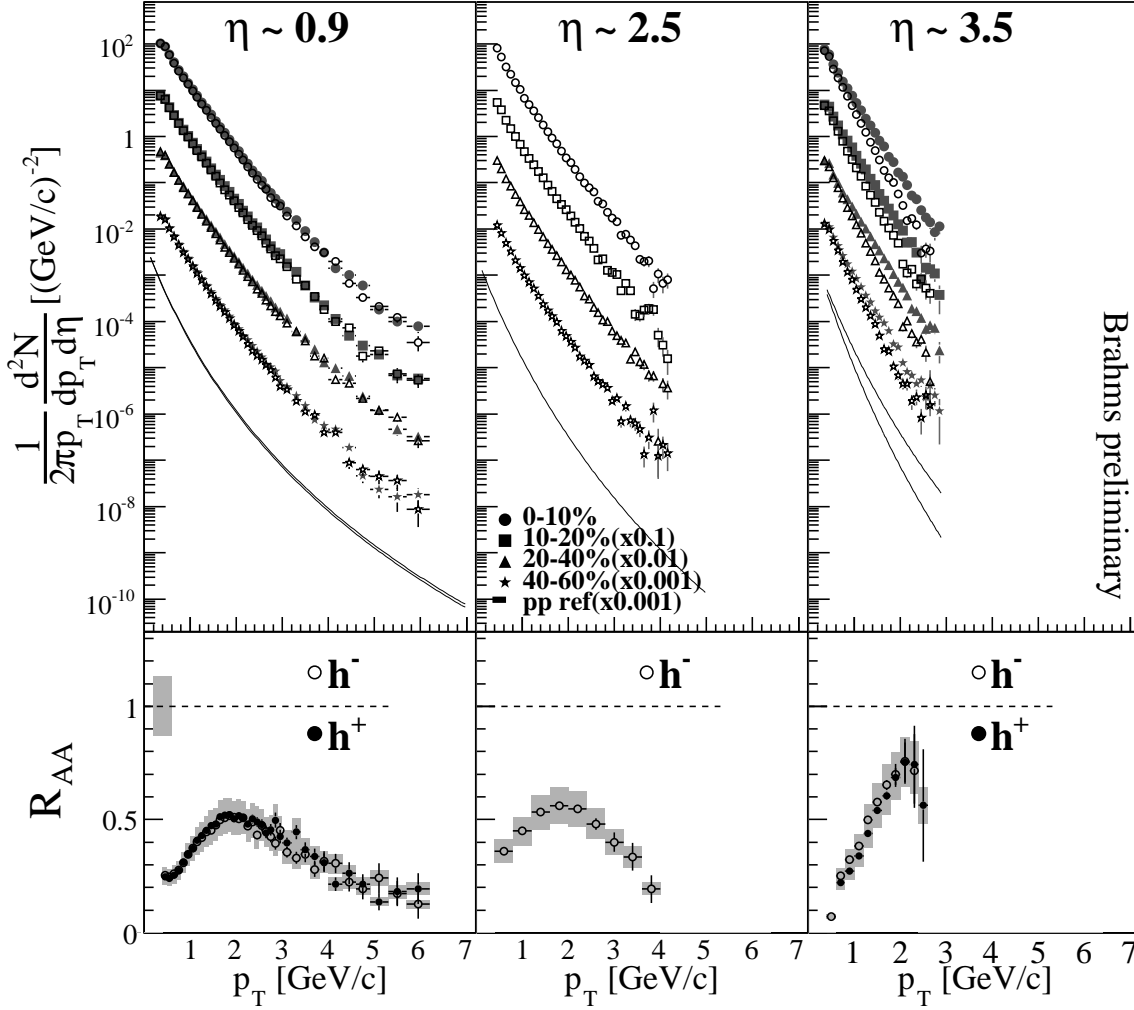 η ~ 0.9
η ~ 2.5
η ~ 3.5
10²
1
10⁻²
10⁻⁴
10⁻⁶
10⁻⁸
10⁻¹⁰
1/(2πp_T) d²N/(dp_T dη) [(GeV/c)⁻²]
0-10%
10-20%(x0.1)
20-40%(x0.01)
40-60%(x0.001)
pp ref(x0.001)
Brahms preliminary
R_AA
1
0.5
0
h⁻
h⁺
h⁻
h⁻
h⁺
1 2 3 4 5 6 7
1 2 3 4 5 6 7
1 2 3 4 5 6 7
p_T [GeV/c]
p_T [GeV/c]
p_T [GeV/c]